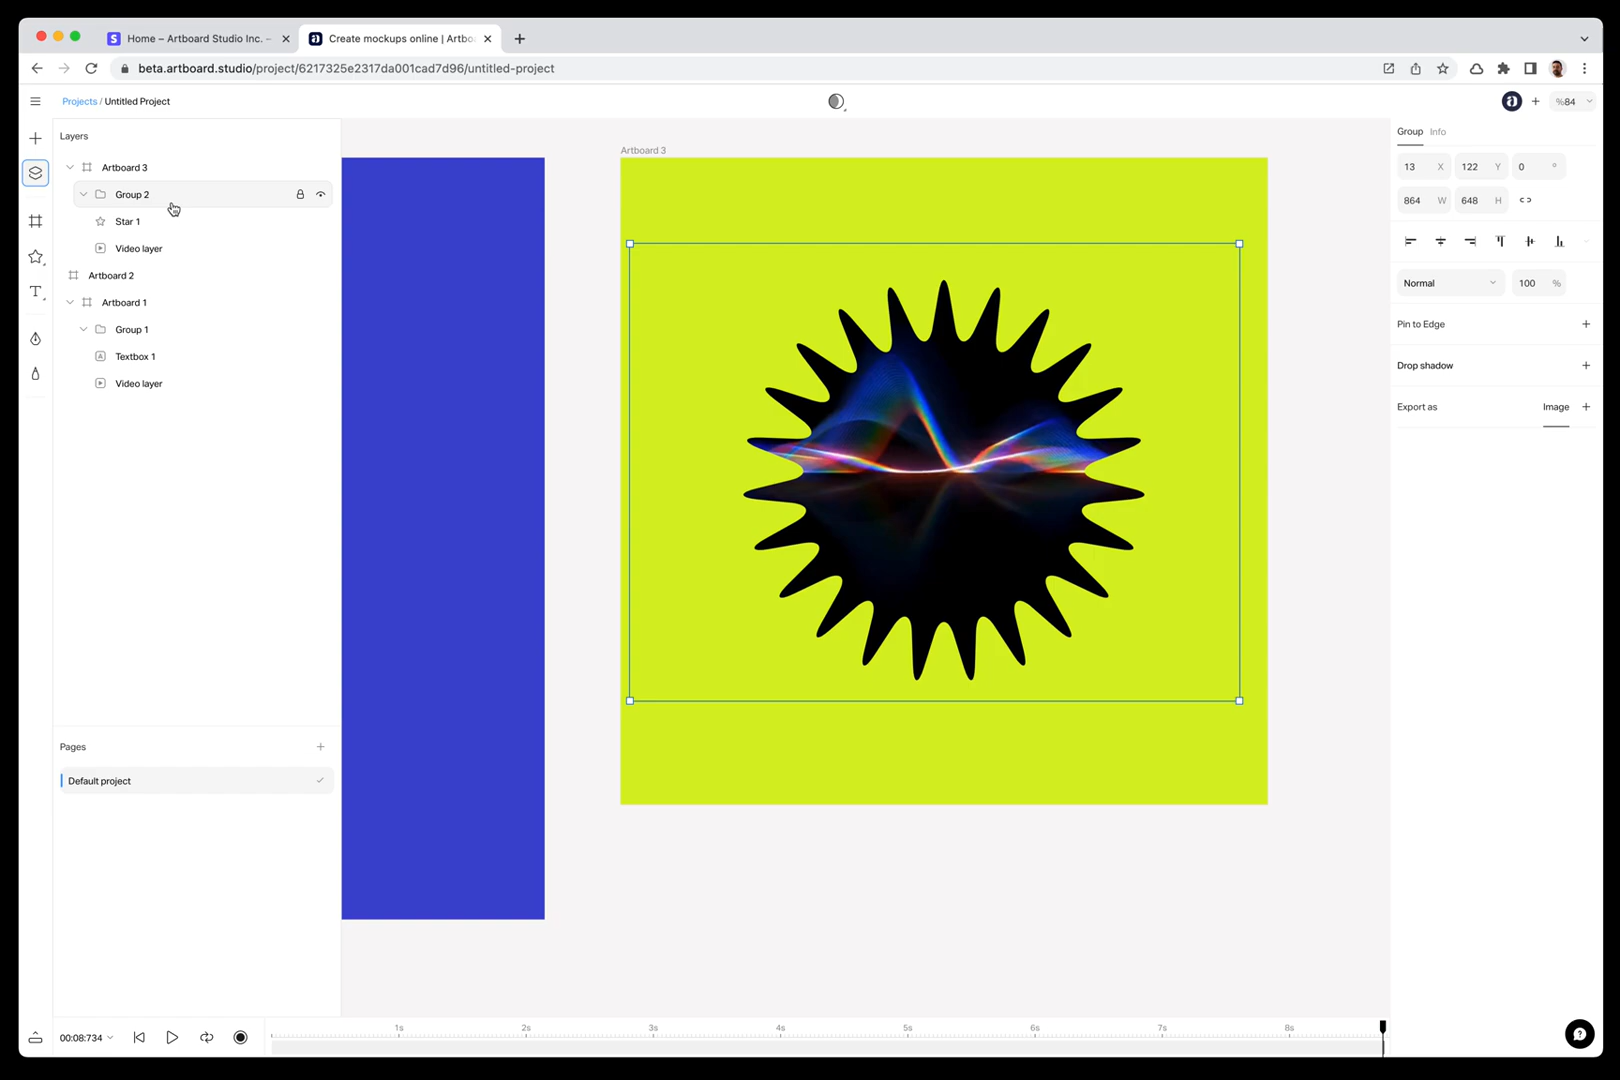 Home – Artboard Studio Inc. –
Create mockups online | Artbo
beta.artboard.studio/project/6217325e2317da001cad7d96/untitled-project
Projects / Untitled Project
%84
Layers
Artboard 3
Group 2
Star 1
Video layer
Artboard 2
Artboard 1
Group 1
Textbox 1
Video layer
Pages
Default project
Artboard 3
Group Info
13 X 122 Y 0 °
864 W 648 H
Normal 100 %
Pin to Edge
Drop shadow
Export as Image
00:08:734
1s 2s 3s 4s 5s 6s 7s 8s